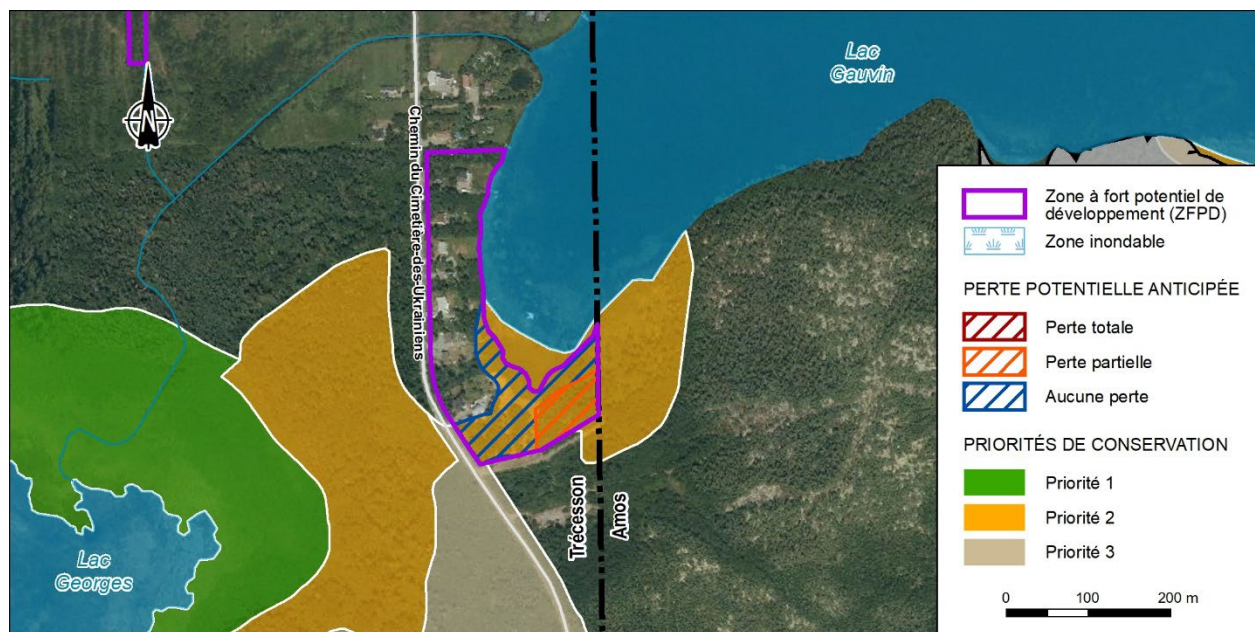 Lac
Gauvin
N
Chemin du Cimetière-des-Ukrainiens
Trécesson
Amos
Lac
Georges
Zone à fort potentiel de
développement (ZFPD)
Zone inondable
PERTE POTENTIELLE ANTICIPÉE
Perte totale
Perte partielle
Aucune perte
PRIORITÉS DE CONSERVATION
Priorité 1
Priorité 2
Priorité 3
0 100 200 m